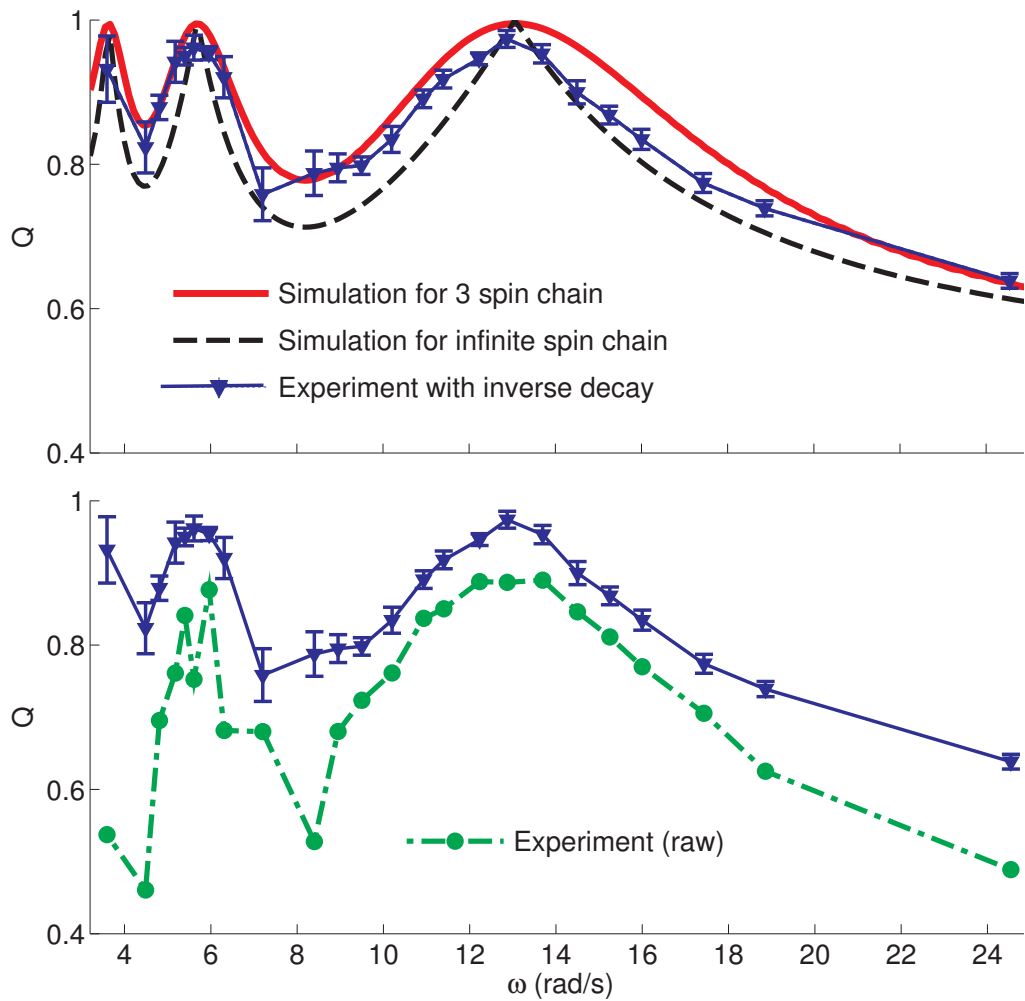 1
0.8
Q
0.6
0.4
Simulation for 3 spin chain
Simulation for infinite spin chain
Experiment with inverse decay
1
0.8
Q
0.6
0.4
Experiment (raw)
4 6 8 10 12 14 16 18 20 22 24
ω (rad/s)